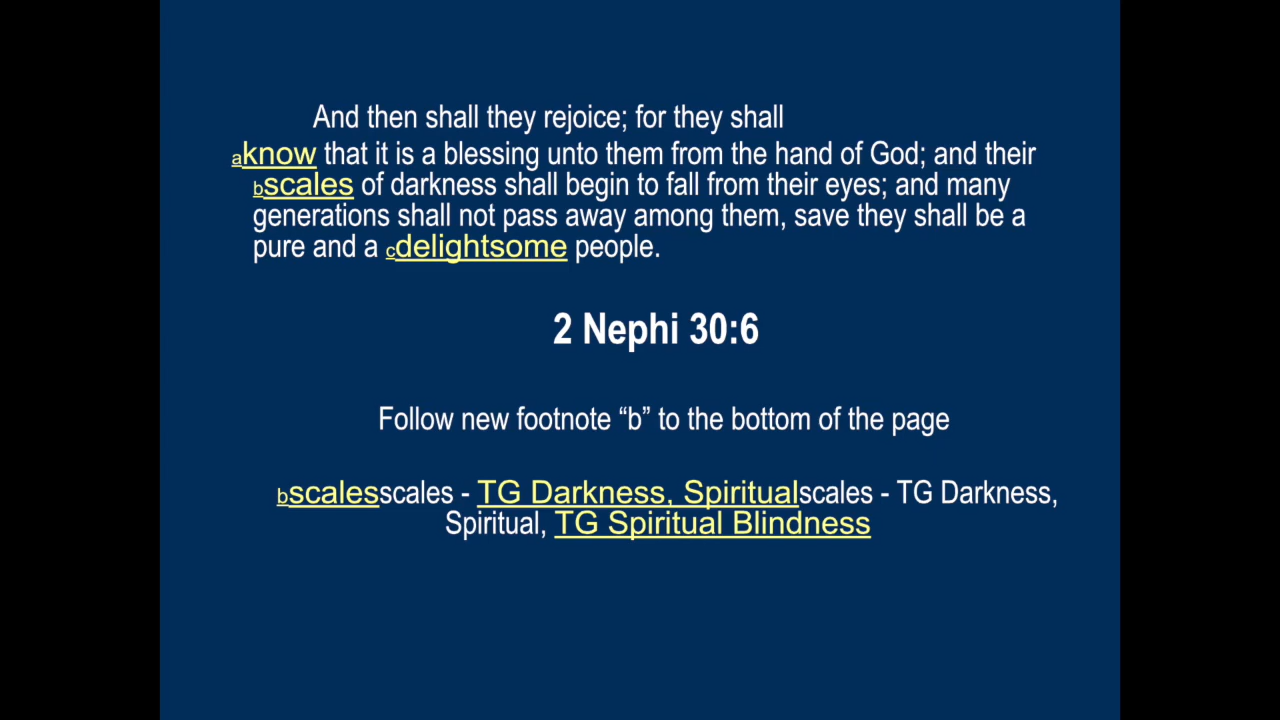 And then shall they rejoice; for they shall
aknow that it is a blessing unto them from the hand of God; and their
bscales of darkness shall begin to fall from their eyes; and many
generations shall not pass away among them, save they shall be a
pure and a cdelightsome people.
2 Nephi 30:6
Follow new footnote “b” to the bottom of the page
bscalesscales - TG Darkness, Spiritualscales - TG Darkness,
Spiritual, TG Spiritual Blindness